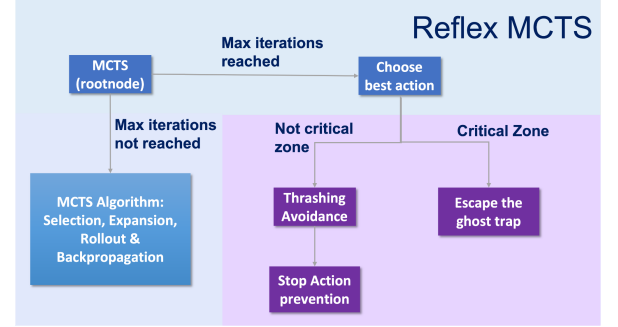 Reflex MCTS
Max iterations
reached
MCTS
(rootnode)
Choose
best action
Max iterations
not reached
Not critical
zone
Critical Zone
MCTS Algorithm:
Selection, Expansion,
Rollout &
Backpropagation
Thrashing
Avoidance
Escape the
ghost trap
Stop Action
prevention